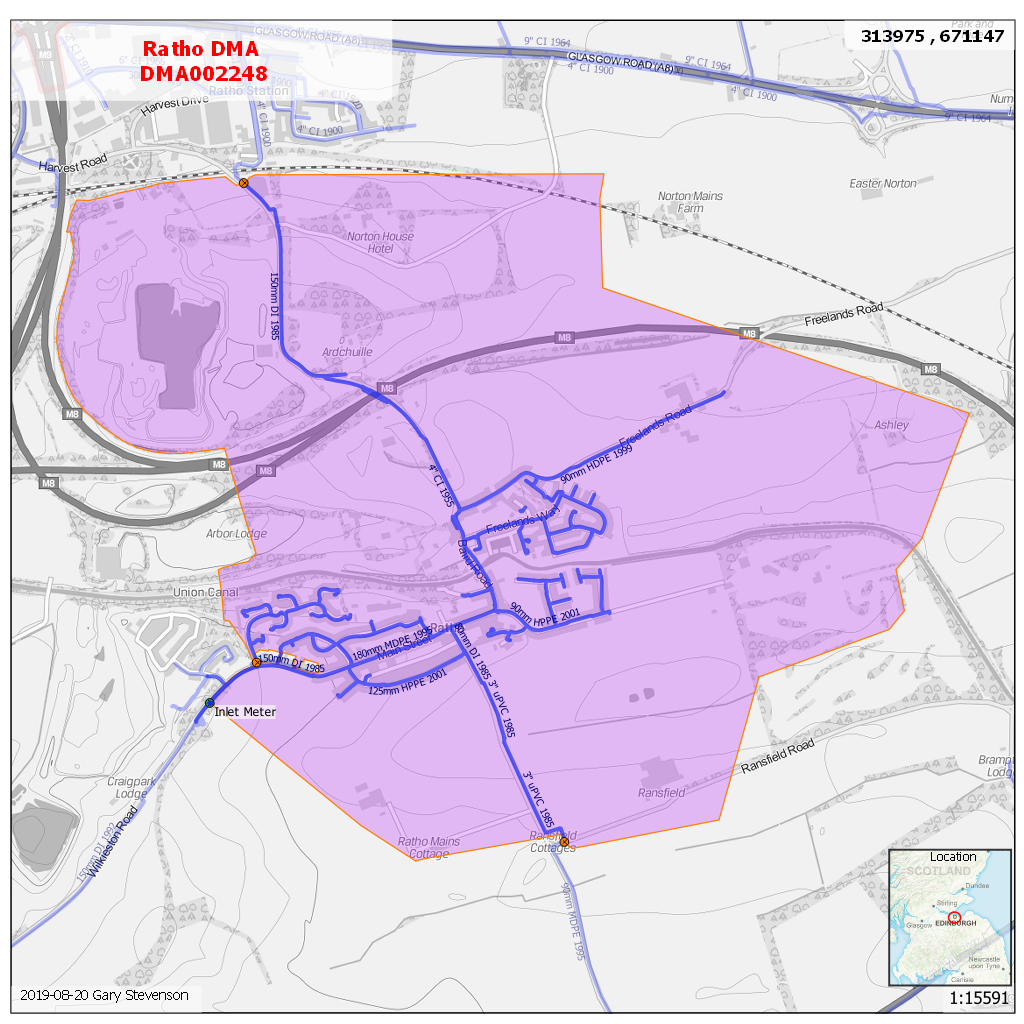 Ratho DMA
DMA002248
313975 , 671147
GLASGOW ROAD (A8)
9" CI 1964
GLASGOW ROAD (A8)
4" CI 1900
9" CI 1964
4" CI 1900
9" CI 1964
Park and
M9
Ratho Station
4" CI 1900
4" CI 1900
Harvest Drive
Harvest Road
Easter Norton
Norton Mains
Farm
Norton House
Hotel
150mm DI 1985
Freelands Road
M8
M8
M8
M8
M8
M8
M8
M8
Ardchuille
Ashley
Freelands Road
90mm HDPE 1999
4" CI 1955
Freelands Way
Baird Road
Arbor Lodge
Union Canal
90mm HPPE 2001
Ratho
180mm MDPE 1995
Main Street
150mm DI 1985
125mm HPPE 2001
80mm DI 1985
3" uPVC 1985
Inlet Meter
Ransfield Road
Ransfield
Craigpark
Lodge
3" uPVC 1985
Ratho Mains
Cottage
Ransfield
Cottages
Wilkieston Road
90mm MDPE 1995
Location
SCOTLAND
Dundee
Stirling
Glasgow
EDINBURGH
Newcastle
upon Tyne
Carlisle
2019-08-20 Gary Stevenson
1:15591